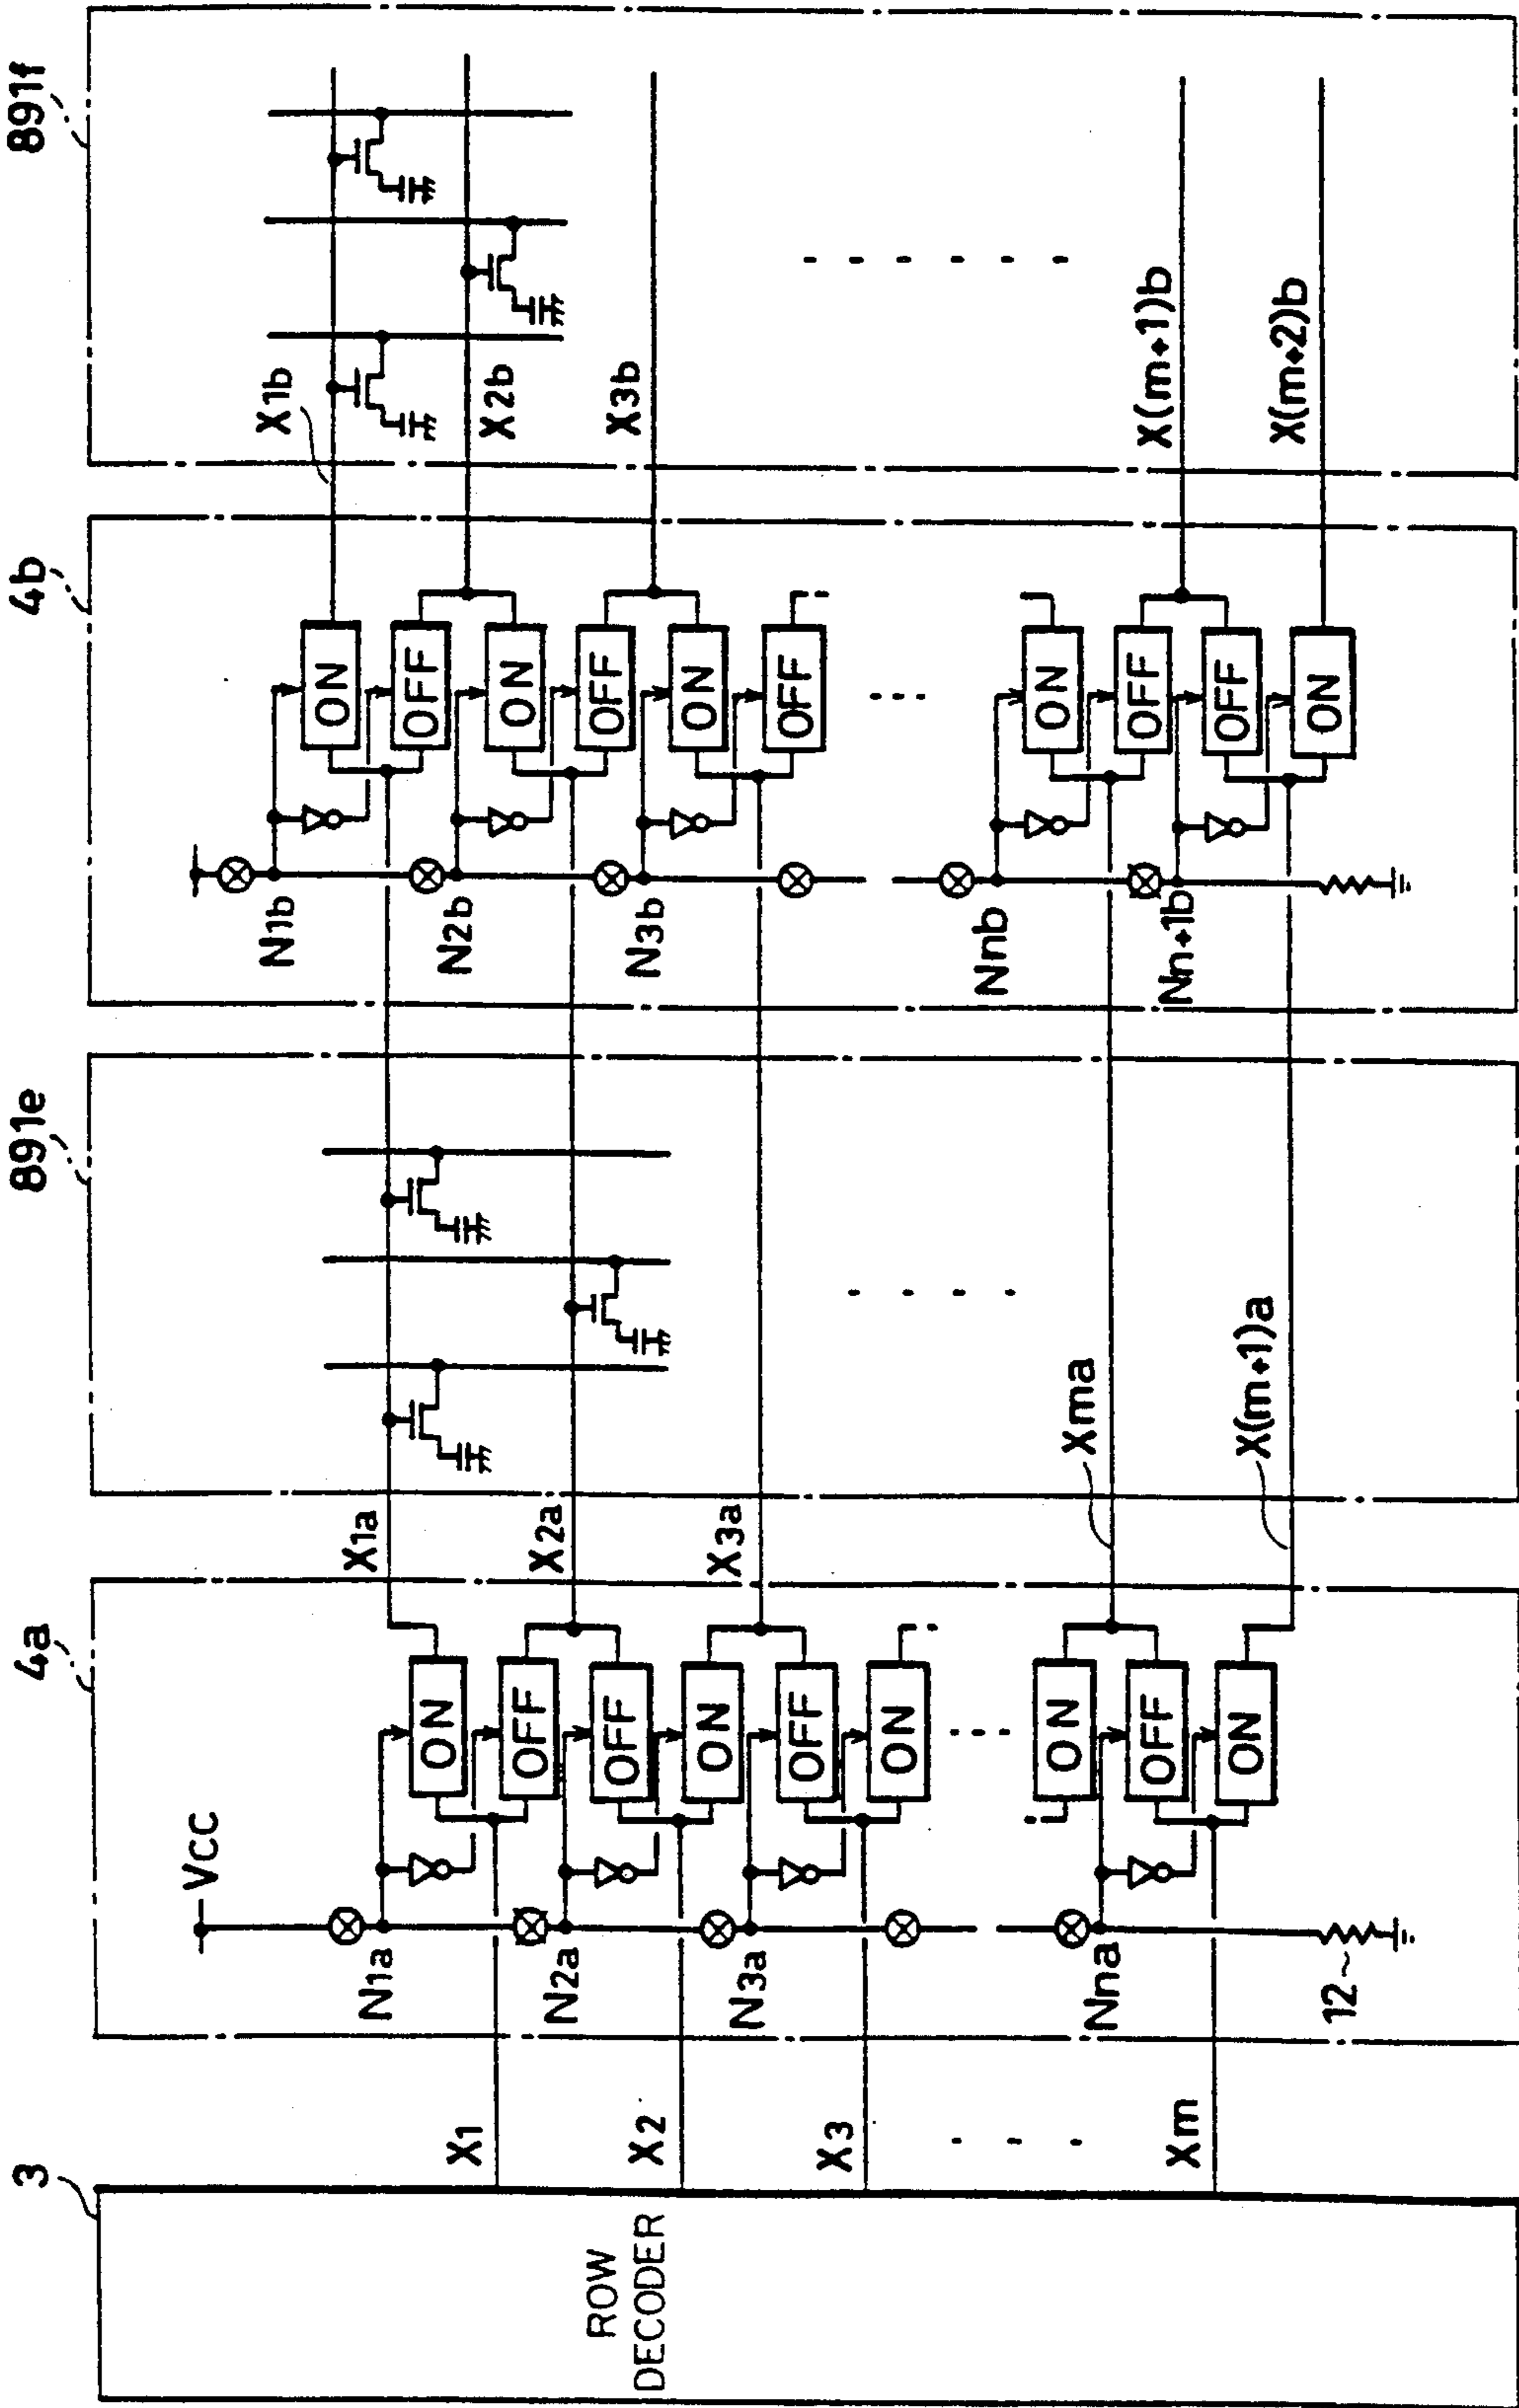 3
4a
891e
4b
891f
ROW
DECODER
X1
X2
X3
Xm
VCC
N1a
N2a
N3a
Nna
12
ON
OFF
OFF
ON
OFF
ON
ON
OFF
ON
X1a
X2a
X3a
Xma
X(m+1)a
N1b
N2b
N3b
Nnb
Nn+1b
ON
OFF
ON
OFF
ON
OFF
ON
OFF
OFF
ON
X1b
X2b
X3b
X(m+1)b
X(m+2)b